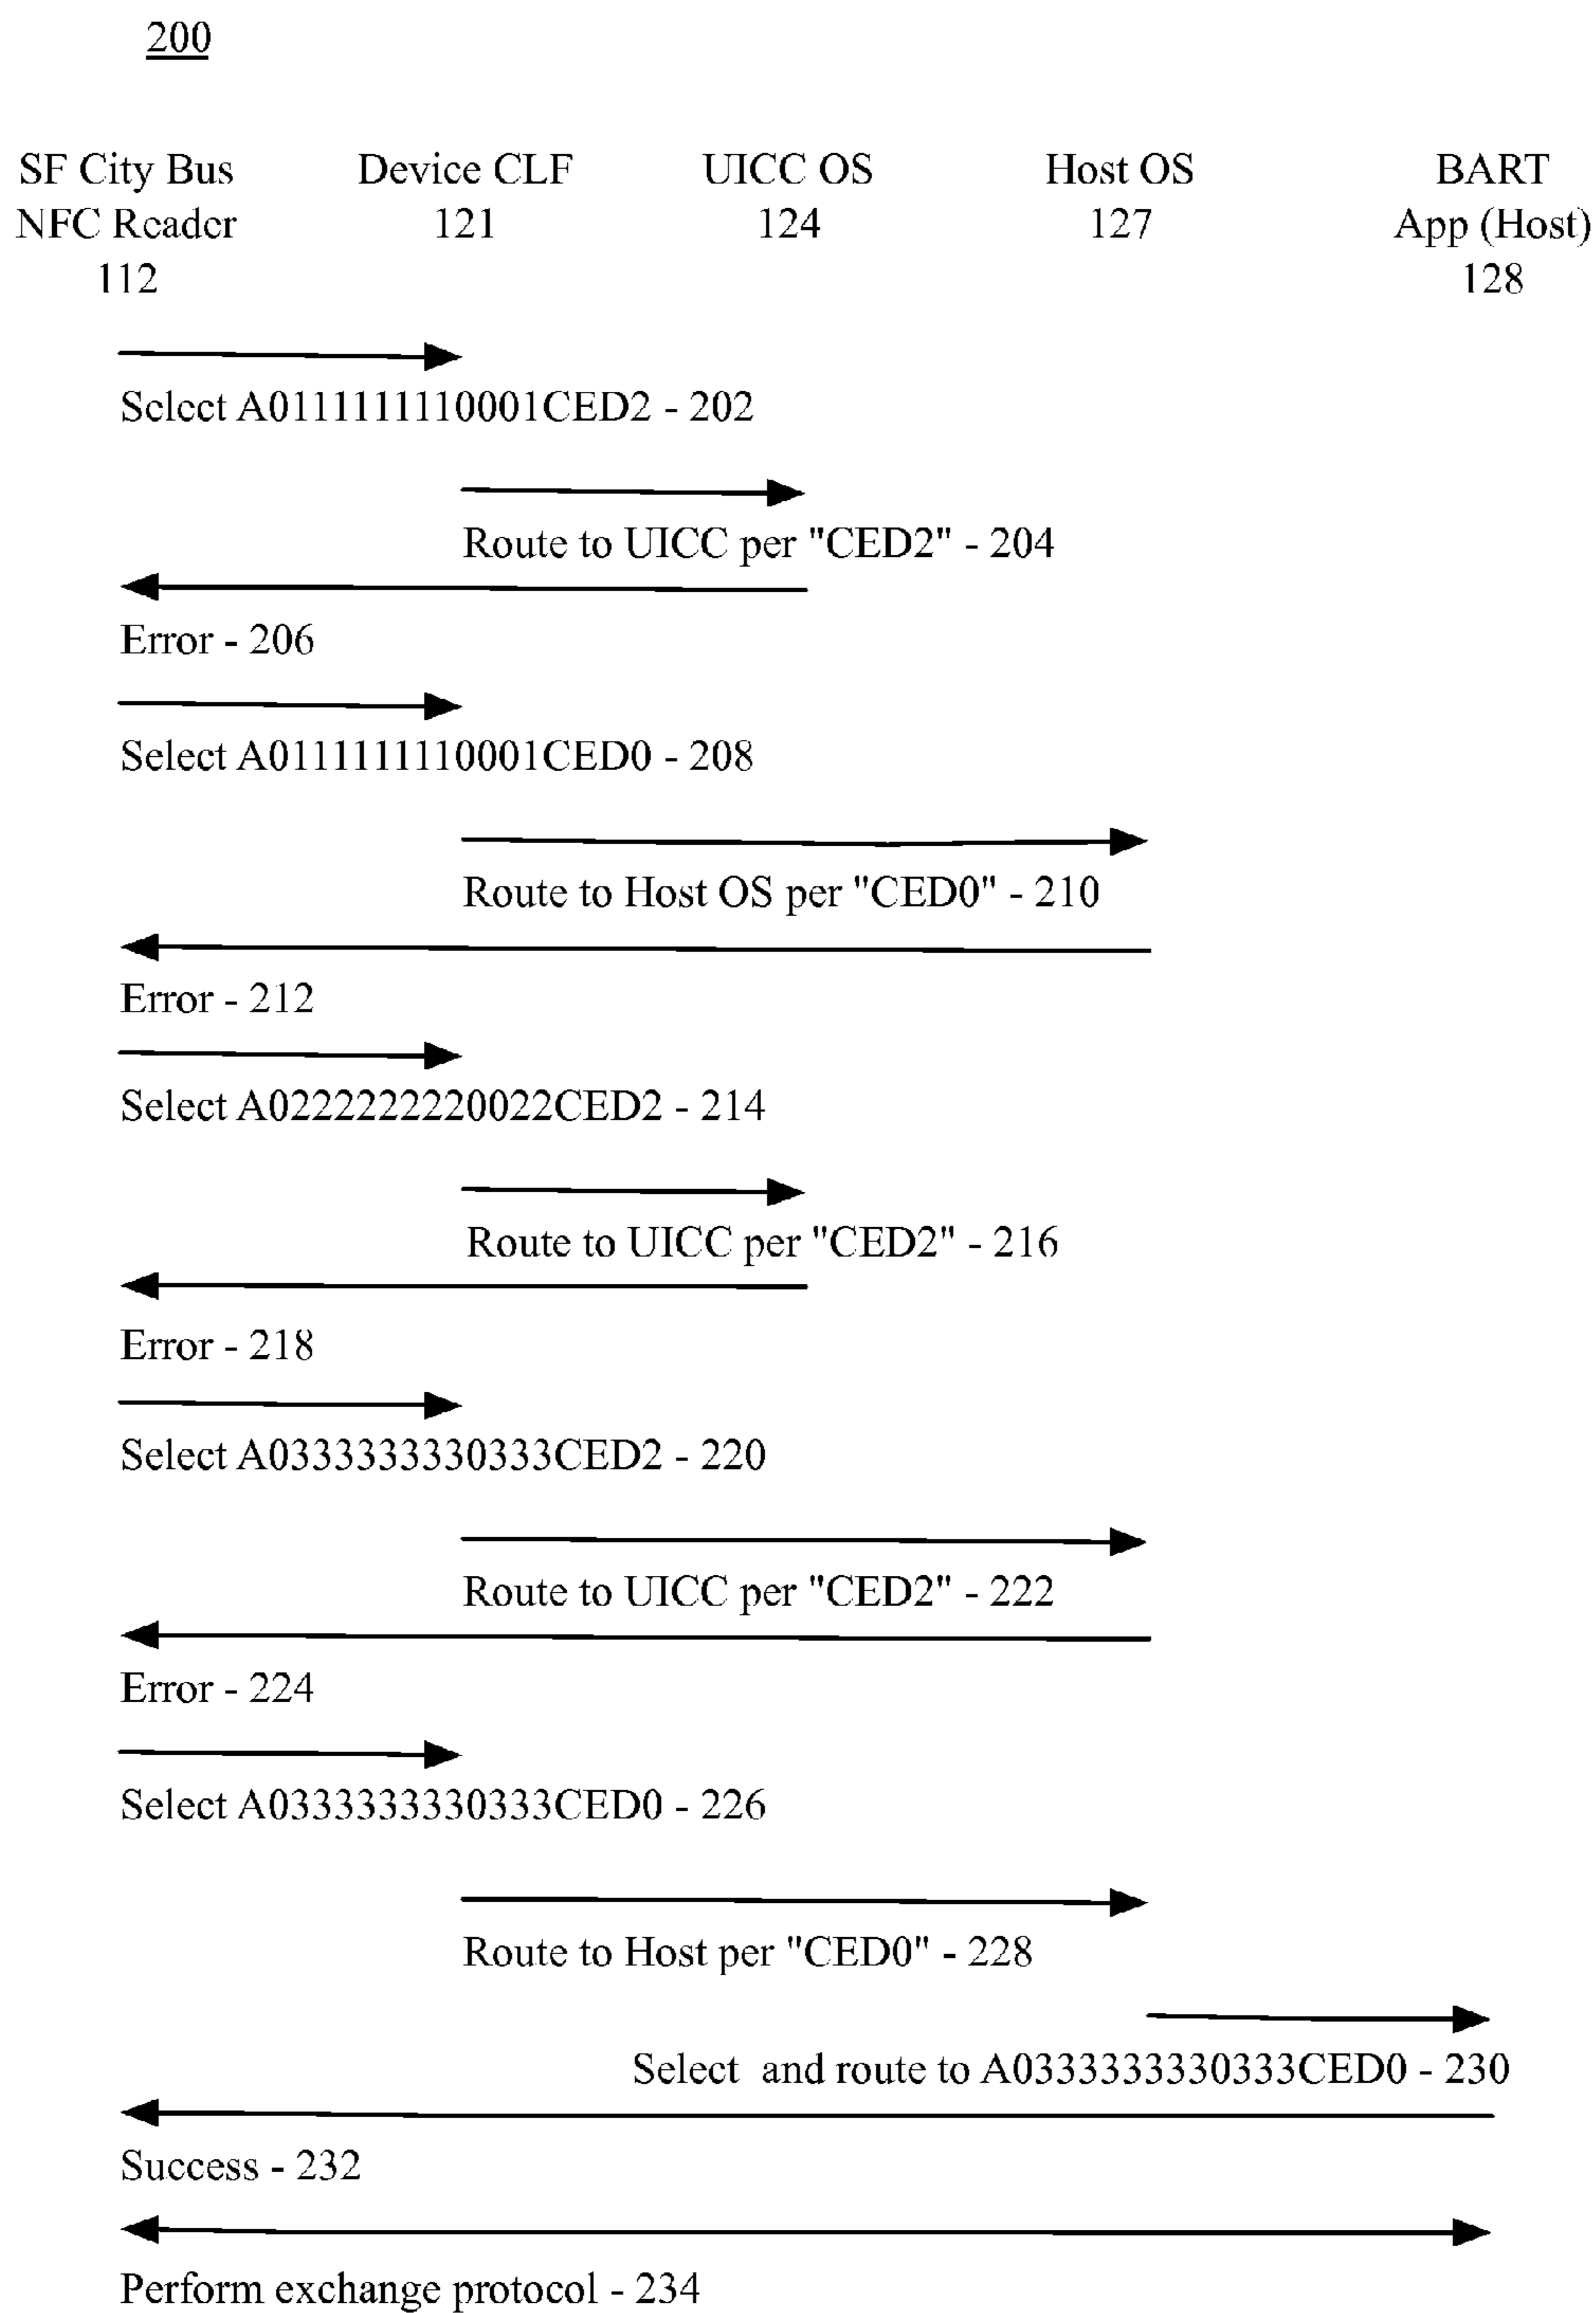 200
SF City Bus
NFC Reader
112
Device CLF
121
UICC OS
124
Host OS
127
BART
App (Host)
128
Select A0111111110001CED2 - 202
Route to UICC per "CED2" - 204
Error - 206
Select A0111111110001CED0 - 208
Route to Host OS per "CED0" - 210
Error - 212
Select A0222222220022CED2 - 214
Route to UICC per "CED2" - 216
Error - 218
Select A0333333330333CED2 - 220
Route to UICC per "CED2" - 222
Error - 224
Select A0333333330333CED0 - 226
Route to Host per "CED0" - 228
Select and route to A0333333330333CED0 - 230
Success - 232
Perform exchange protocol - 234